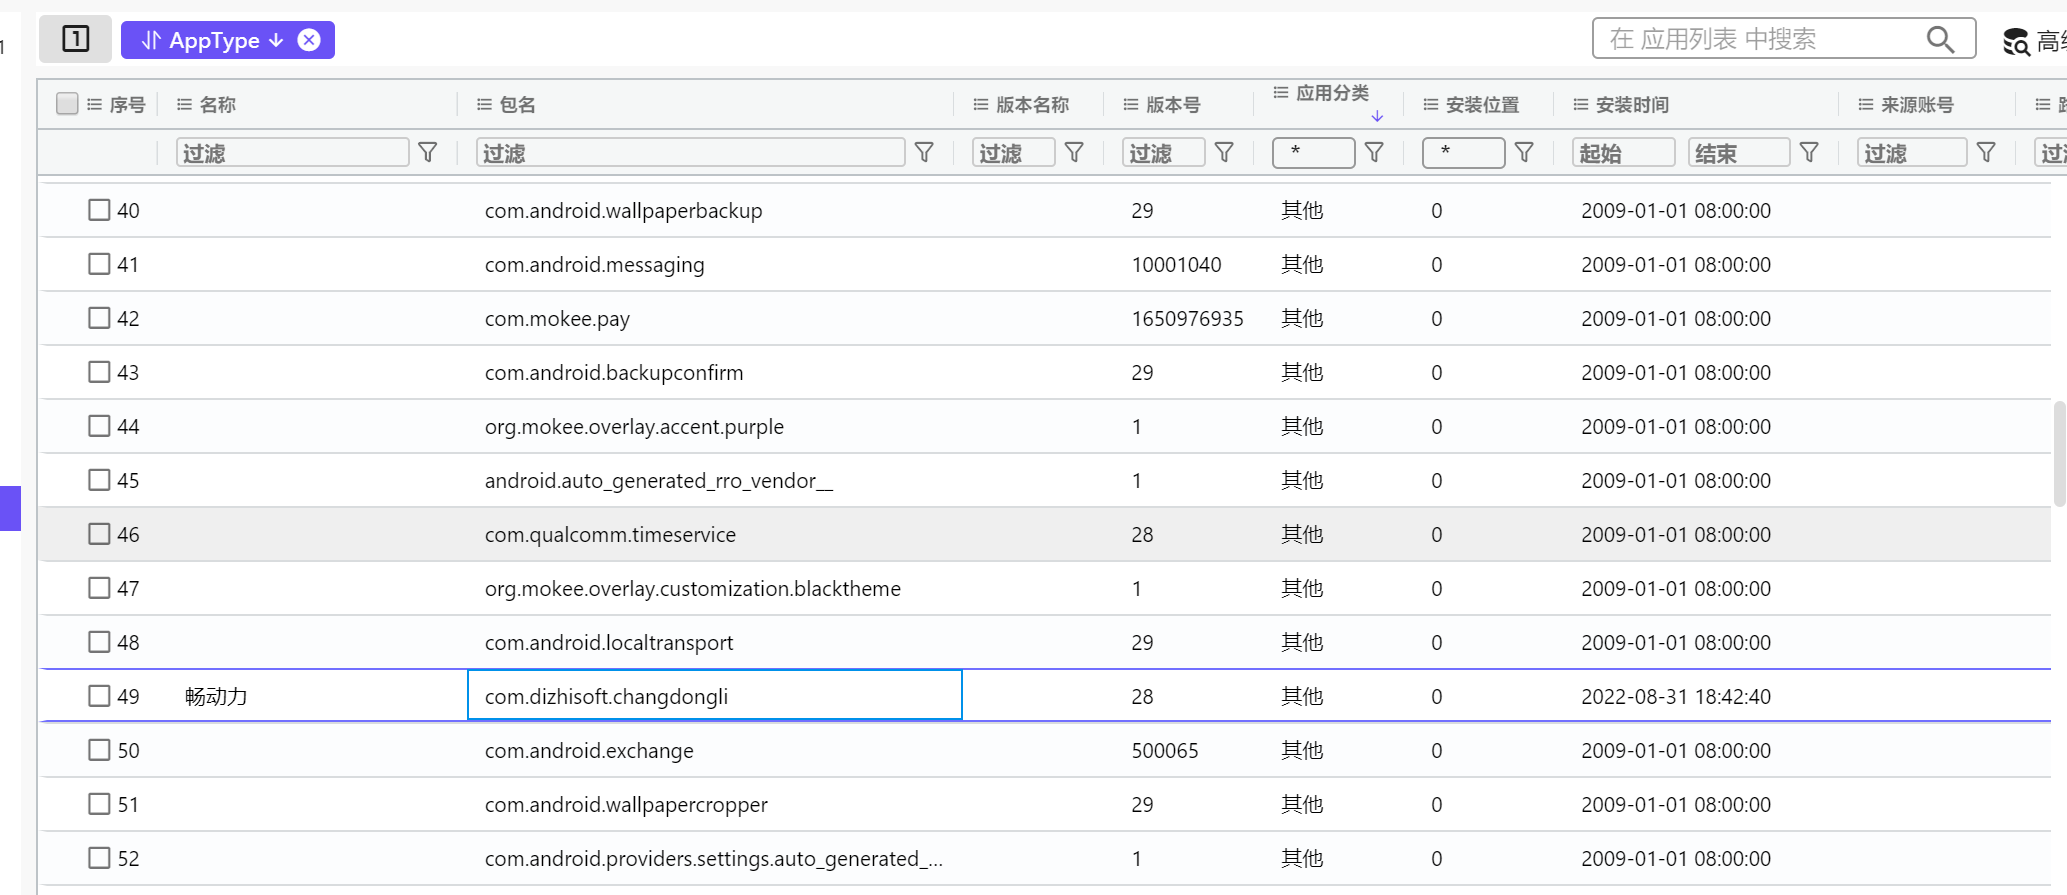 1
1 AppType
在 应用列表 中搜索
高
序号 名称 包名 版本名称 版本号 应用分类 安装位置 安装时间 来源账号
过滤 过滤 过滤 过滤 * * 起始 结束 过滤 过
40 com.android.wallpaperbackup 29 其他 0 2009-01-01 08:00:00
41 com.android.messaging 10001040 其他 0 2009-01-01 08:00:00
42 com.mokee.pay 1650976935 其他 0 2009-01-01 08:00:00
43 com.android.backupconfirm 29 其他 0 2009-01-01 08:00:00
44 org.mokee.overlay.accent.purple 1 其他 0 2009-01-01 08:00:00
45 android.auto_generated_rro_vendor__ 1 其他 0 2009-01-01 08:00:00
46 com.qualcomm.timeservice 28 其他 0 2009-01-01 08:00:00
47 org.mokee.overlay.customization.blacktheme 1 其他 0 2009-01-01 08:00:00
48 com.android.localtransport 29 其他 0 2009-01-01 08:00:00
49 畅动力 com.dizhisoft.changdongli 28 其他 0 2022-08-31 18:42:40
50 com.android.exchange 500065 其他 0 2009-01-01 08:00:00
51 com.android.wallpapercropper 29 其他 0 2009-01-01 08:00:00
52 com.android.providers.settings.auto_generated_... 1 其他 0 2009-01-01 08:00:00